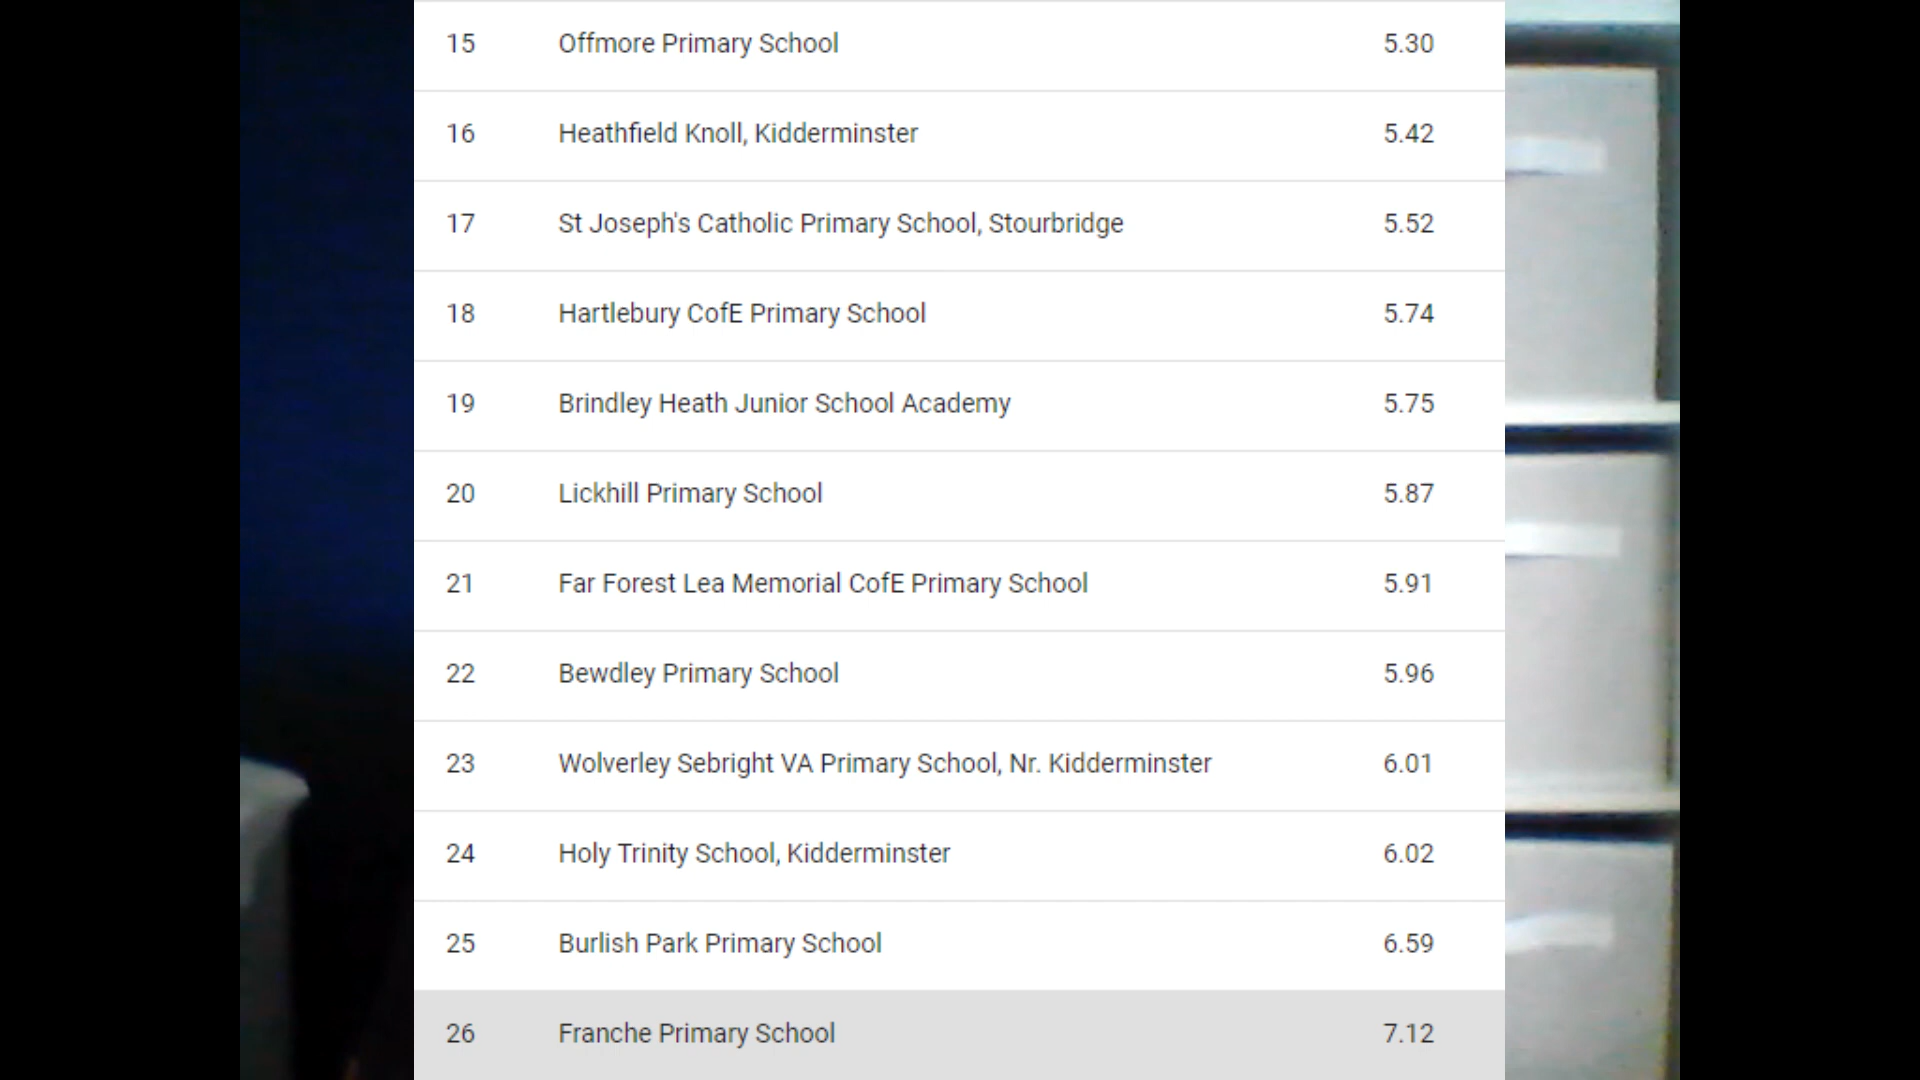 15 Offmore Primary School 5.30
16 Heathfield Knoll, Kidderminster 5.42
17 St Joseph's Catholic Primary School, Stourbridge 5.52
18 Hartlebury CofE Primary School 5.74
19 Brindley Heath Junior School Academy 5.75
20 Lickhill Primary School 5.87
21 Far Forest Lea Memorial CofE Primary School 5.91
22 Bewdley Primary School 5.96
23 Wolverley Sebright VA Primary School, Nr. Kidderminster 6.01
24 Holy Trinity School, Kidderminster 6.02
25 Burlish Park Primary School 6.59
26 Franche Primary School 7.12